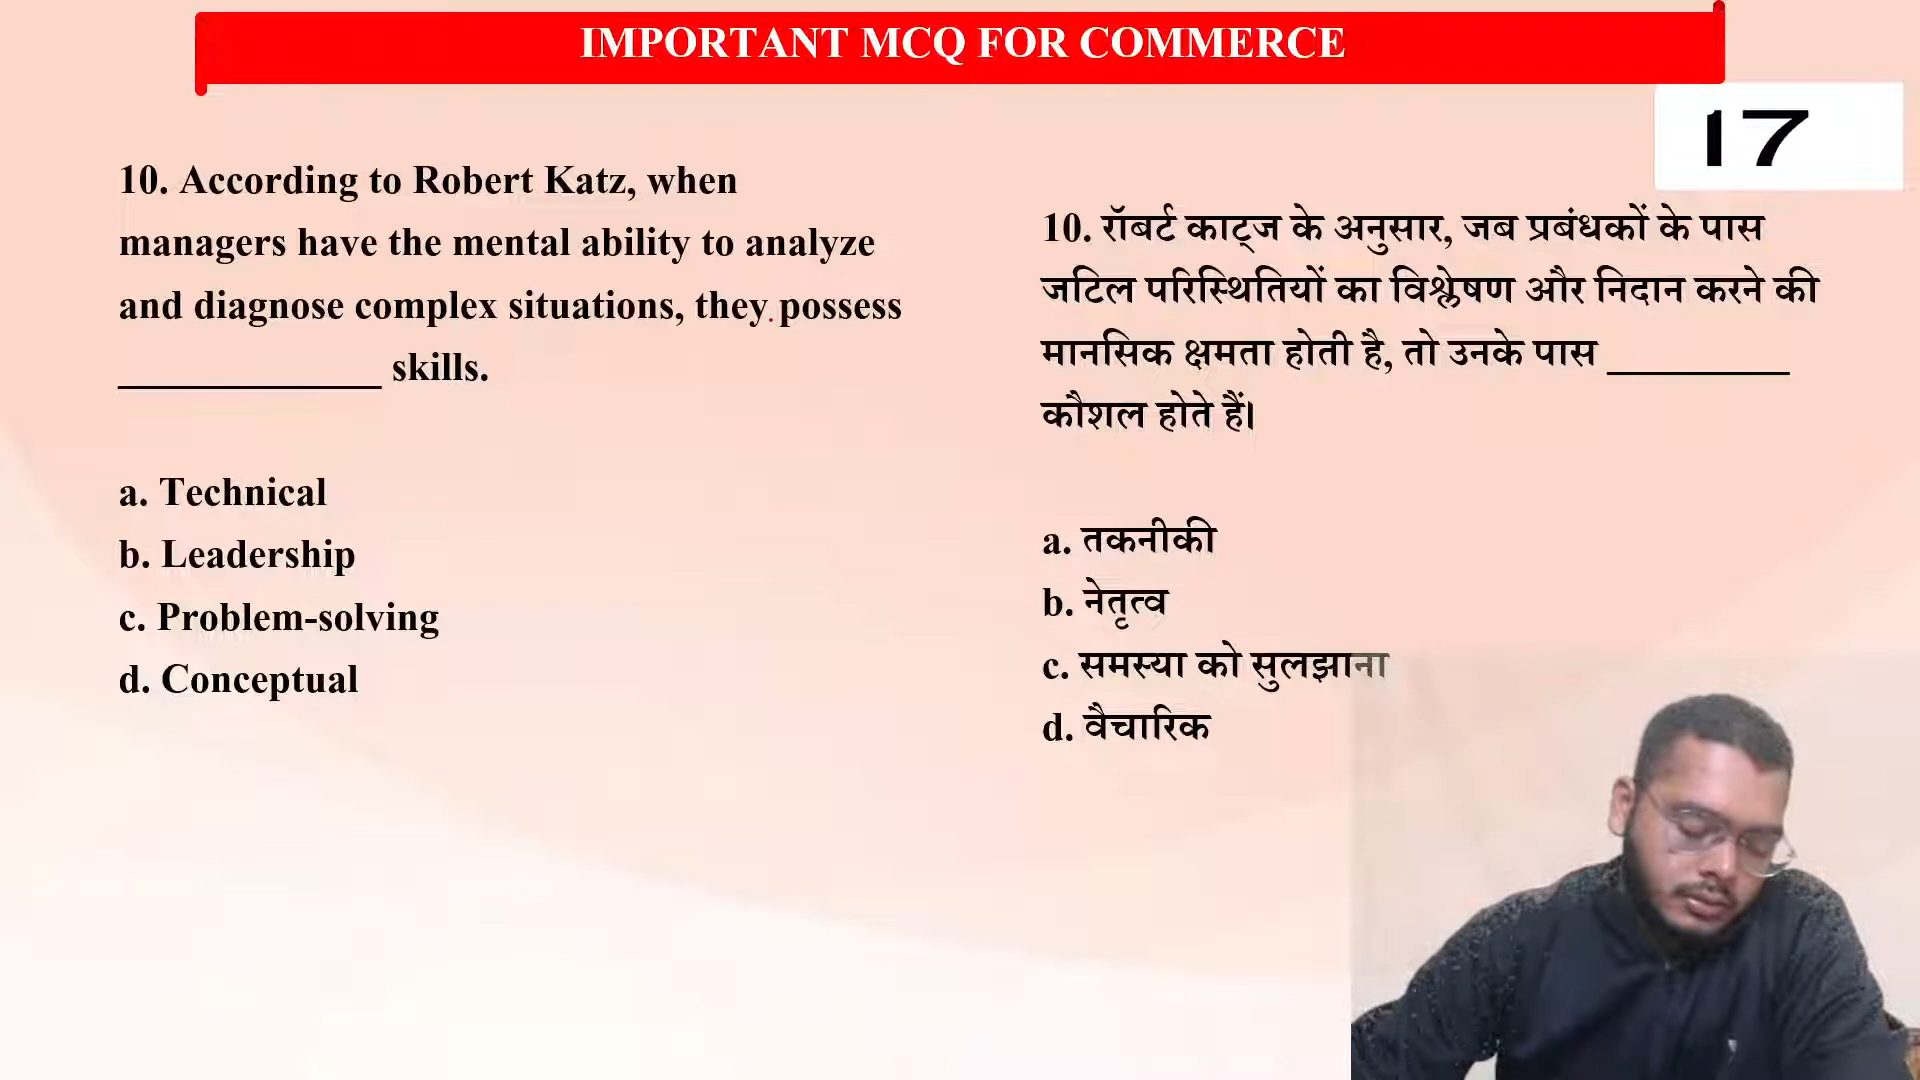 IMPORTANT MCQ FOR COMMERCE
17
10. According to Robert Katz, when
managers have the mental ability to analyze
and diagnose complex situations, they possess
_____________ skills.
a. Technical
b. Leadership
c. Problem-solving
d. Conceptual
10. रॉबर्ट काट्ज के अनुसार, जब प्रबंधकों के पास
जटिल परिस्थितियों का विश्लेषण और निदान करने की
मानसिक क्षमता होती है, तो उनके पास _________
कौशल होते हैं।
a. तकनीकी
b. नेतृत्व
c. समस्या को सुलझाना
d. वैचारिक